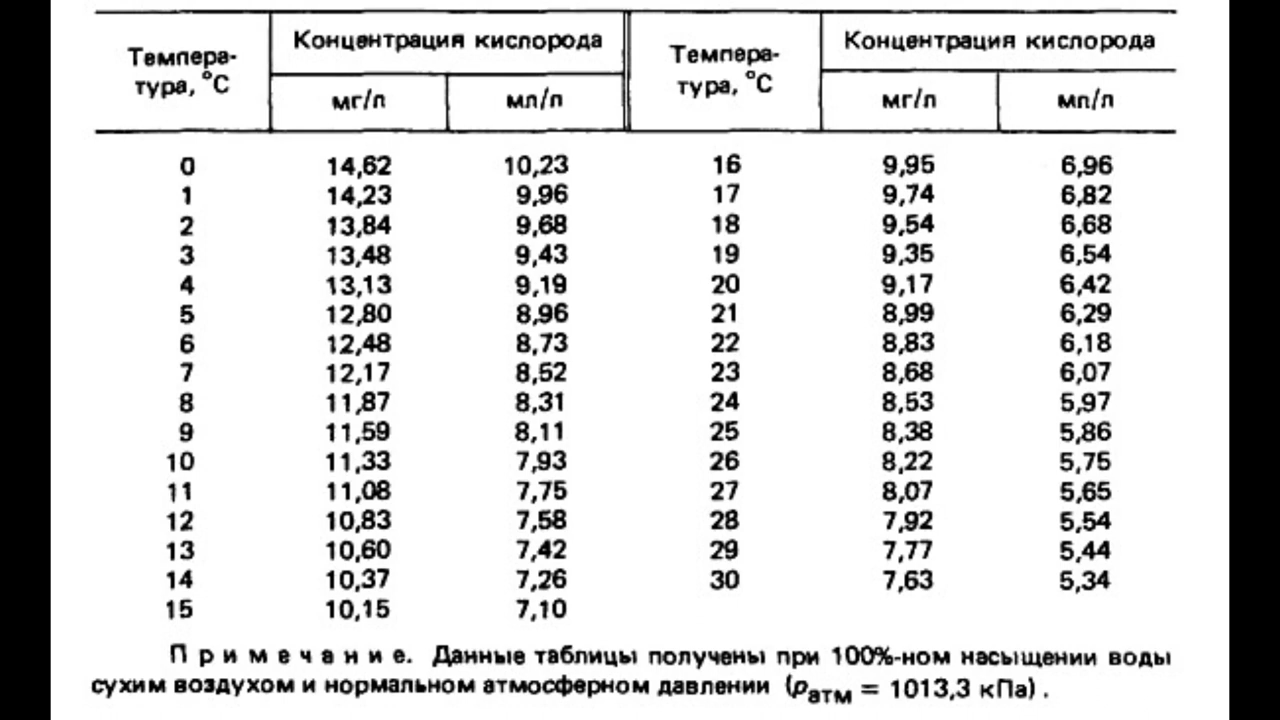 Темпера- Концентрация кислорода Темпера- Концентрация кислорода
тура, °С мг/л мл/л тура, °С мг/л мл/л
0 14,62 10,23 16 9,95 6,96
1 14,23 9,96 17 9,74 6,82
2 13,84 9,68 18 9,54 6,68
3 13,48 9,43 19 9,35 6,54
4 13,13 9,19 20 9,17 6,42
5 12,80 8,96 21 8,99 6,29
6 12,48 8,73 22 8,83 6,18
7 12,17 8,52 23 8,68 6,07
8 11,87 8,31 24 8,53 5,97
9 11,59 8,11 25 8,38 5,86
10 11,33 7,93 26 8,22 5,75
11 11,08 7,75 27 8,07 5,65
12 10,83 7,58 28 7,92 5,54
13 10,60 7,42 29 7,77 5,44
14 10,37 7,26 30 7,63 5,34
15 10,15 7,10
Примечание. Данные таблицы получены при 100%-ном насыщении воды
сухим воздухом и нормальном атмосферном давлении (pатм = 1013,3 кПа).